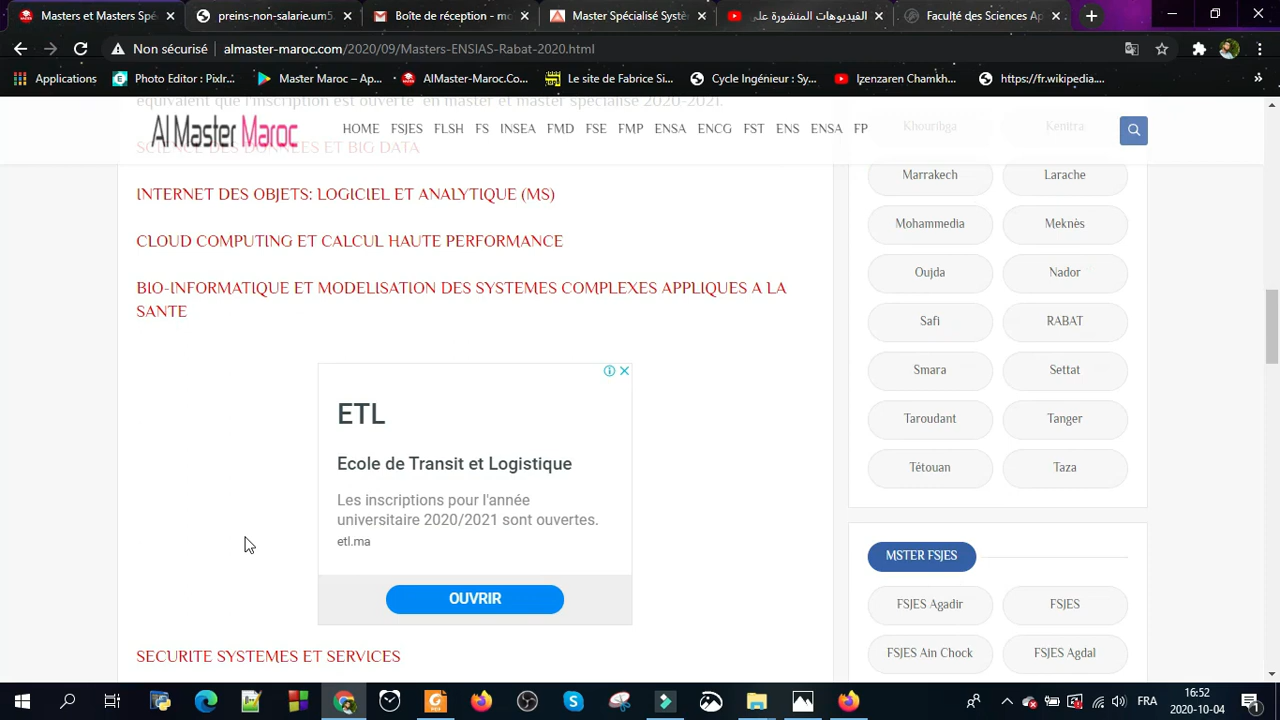 Masters et Masters Spé
preins-non-salarie.um5.
Boîte de réception - mo
Master Spécialisé Systè
الفيديوهات المنشورة على
Faculté des Sciences Ap
Non sécurisé
almaster-maroc.com/2020/09/Masters-ENSIAS-Rabat-2020.html
Applications
Photo Editor : Pixlr...
Master Maroc – Ap...
AlMaster-Maroc.Co...
Le site de Fabrice Si...
Cycle Ingénieur : Sy...
Izenzaren Chamkh...
https://fr.wikipedia....
équivalent que l'inscription est ouverte en master et master spécialisé 2020-2021.
Al Master Maroc
HOME FSJES FLSH FS INSEA FMD FSE FMP ENSA ENCG FST ENS ENSA FP
Khouribga
Kenitra
SCIENCE DES DONNEES ET BIG DATA
INTERNET DES OBJETS: LOGICIEL ET ANALYTIQUE (MS)
CLOUD COMPUTING ET CALCUL HAUTE PERFORMANCE
BIO-INFORMATIQUE ET MODELISATION DES SYSTEMES COMPLEXES APPLIQUES A LA
SANTE
ETL
Ecole de Transit et Logistique
Les inscriptions pour l'année
universitaire 2020/2021 sont ouvertes.
etl.ma
OUVRIR
SECURITE SYSTEMES ET SERVICES
Marrakech
Larache
Mohammedia
Meknès
Oujda
Nador
Safi
RABAT
Smara
Settat
Taroudant
Tanger
Tétouan
Taza
MSTER FSJES
FSJES Agadir
FSJES
FSJES Ain Chock
FSJES Agdal
FRA
16:52
2020-10-04
1